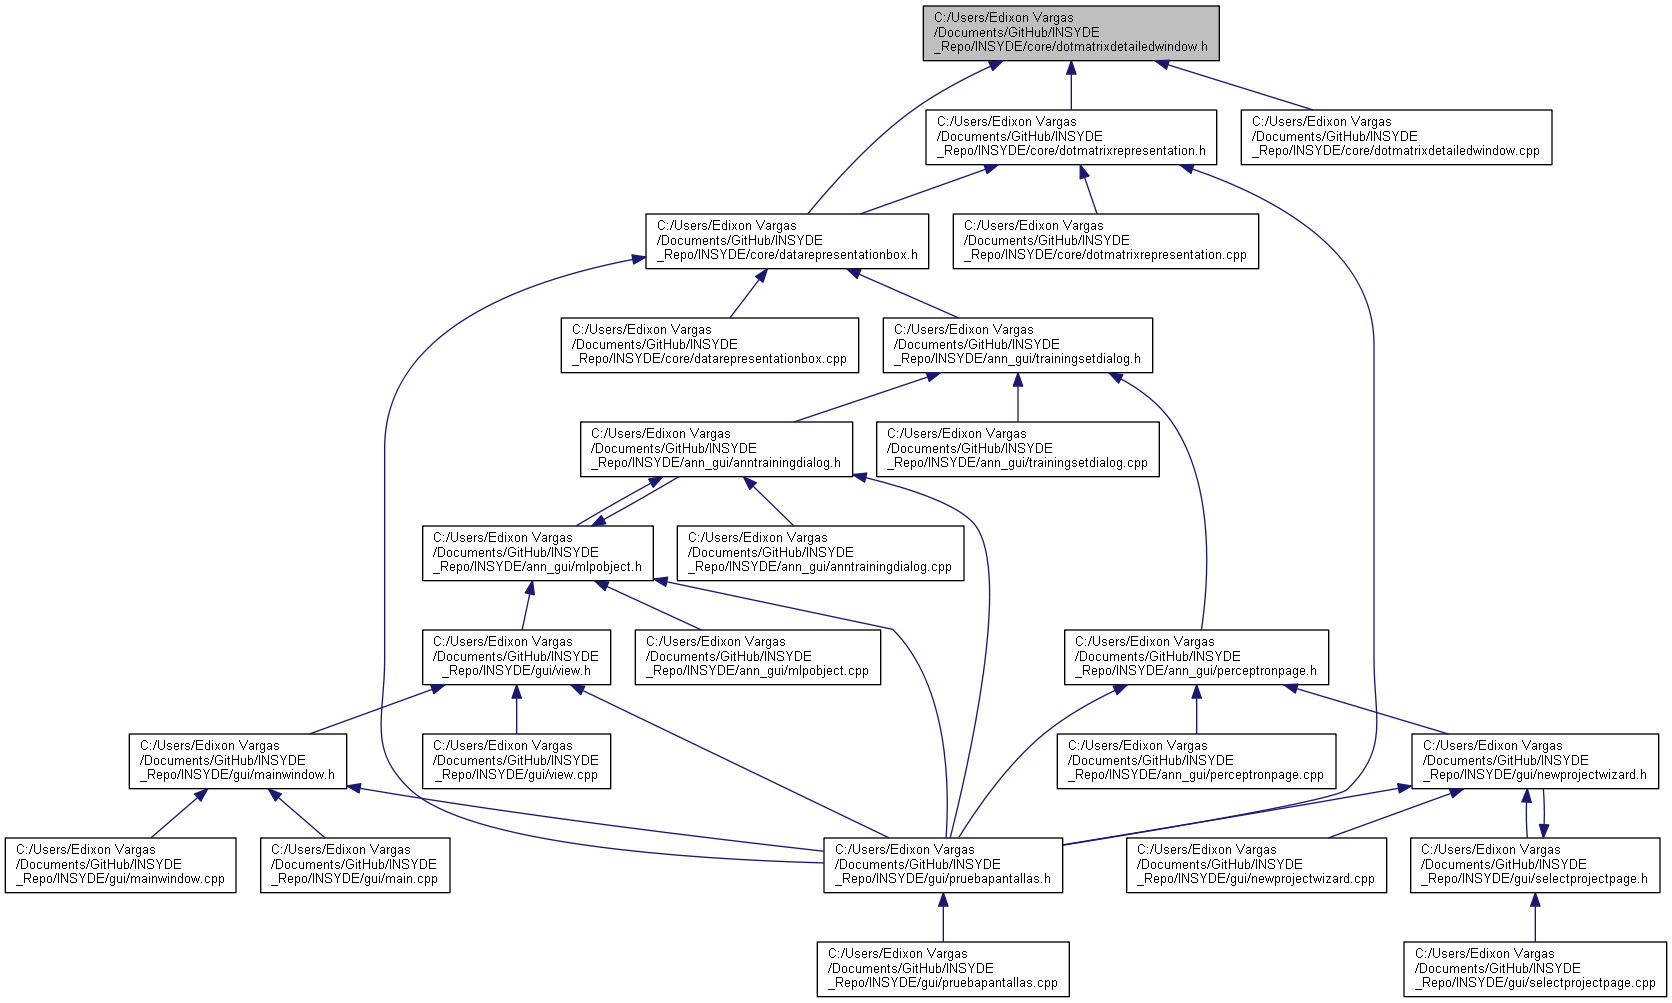 C:/Users/Edixon Vargas
/Documents/GitHub/INSYDE
_Repo/INSYDE/core/dotmatrixdetailedwindow.h
C:/Users/Edixon Vargas
/Documents/GitHub/INSYDE
_Repo/INSYDE/core/dotmatrixrepresentation.h
C:/Users/Edixon Vargas
/Documents/GitHub/INSYDE
_Repo/INSYDE/core/dotmatrixdetailedwindow.cpp
C:/Users/Edixon Vargas
/Documents/GitHub/INSYDE
_Repo/INSYDE/core/datarepresentationbox.h
C:/Users/Edixon Vargas
/Documents/GitHub/INSYDE
_Repo/INSYDE/core/dotmatrixrepresentation.cpp
C:/Users/Edixon Vargas
/Documents/GitHub/INSYDE
_Repo/INSYDE/core/datarepresentationbox.cpp
C:/Users/Edixon Vargas
/Documents/GitHub/INSYDE
_Repo/INSYDE/ann_gui/trainingsetdialog.h
C:/Users/Edixon Vargas
/Documents/GitHub/INSYDE
_Repo/INSYDE/ann_gui/anntrainingdialog.h
C:/Users/Edixon Vargas
/Documents/GitHub/INSYDE
_Repo/INSYDE/ann_gui/trainingsetdialog.cpp
C:/Users/Edixon Vargas
/Documents/GitHub/INSYDE
_Repo/INSYDE/ann_gui/mlpobject.h
C:/Users/Edixon Vargas
/Documents/GitHub/INSYDE
_Repo/INSYDE/ann_gui/anntrainingdialog.cpp
C:/Users/Edixon Vargas
/Documents/GitHub/INSYDE
_Repo/INSYDE/gui/view.h
C:/Users/Edixon Vargas
/Documents/GitHub/INSYDE
_Repo/INSYDE/ann_gui/mlpobject.cpp
C:/Users/Edixon Vargas
/Documents/GitHub/INSYDE
_Repo/INSYDE/ann_gui/perceptronpage.h
C:/Users/Edixon Vargas
/Documents/GitHub/INSYDE
_Repo/INSYDE/gui/mainwindow.h
C:/Users/Edixon Vargas
/Documents/GitHub/INSYDE
_Repo/INSYDE/gui/view.cpp
C:/Users/Edixon Vargas
/Documents/GitHub/INSYDE
_Repo/INSYDE/ann_gui/perceptronpage.cpp
C:/Users/Edixon Vargas
/Documents/GitHub/INSYDE
_Repo/INSYDE/gui/newprojectwizard.h
C:/Users/Edixon Vargas
/Documents/GitHub/INSYDE
_Repo/INSYDE/gui/mainwindow.cpp
C:/Users/Edixon Vargas
/Documents/GitHub/INSYDE
_Repo/INSYDE/gui/main.cpp
C:/Users/Edixon Vargas
/Documents/GitHub/INSYDE
_Repo/INSYDE/gui/pruebapantallas.h
C:/Users/Edixon Vargas
/Documents/GitHub/INSYDE
_Repo/INSYDE/gui/newprojectwizard.cpp
C:/Users/Edixon Vargas
/Documents/GitHub/INSYDE
_Repo/INSYDE/gui/selectprojectpage.h
C:/Users/Edixon Vargas
/Documents/GitHub/INSYDE
_Repo/INSYDE/gui/pruebapantallas.cpp
C:/Users/Edixon Vargas
/Documents/GitHub/INSYDE
_Repo/INSYDE/gui/selectprojectpage.cpp